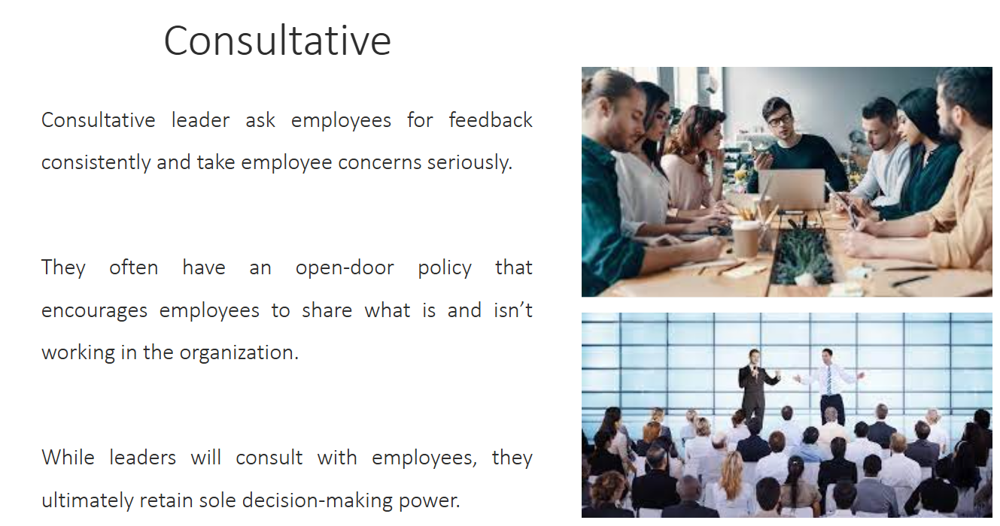 Consultative
Consultative leader ask employees for feedback
consistently and take employee concerns seriously.
They often have an open-door policy that
encourages employees to share what is and isn’t
working in the organization.
While leaders will consult with employees, they
ultimately retain sole decision-making power.